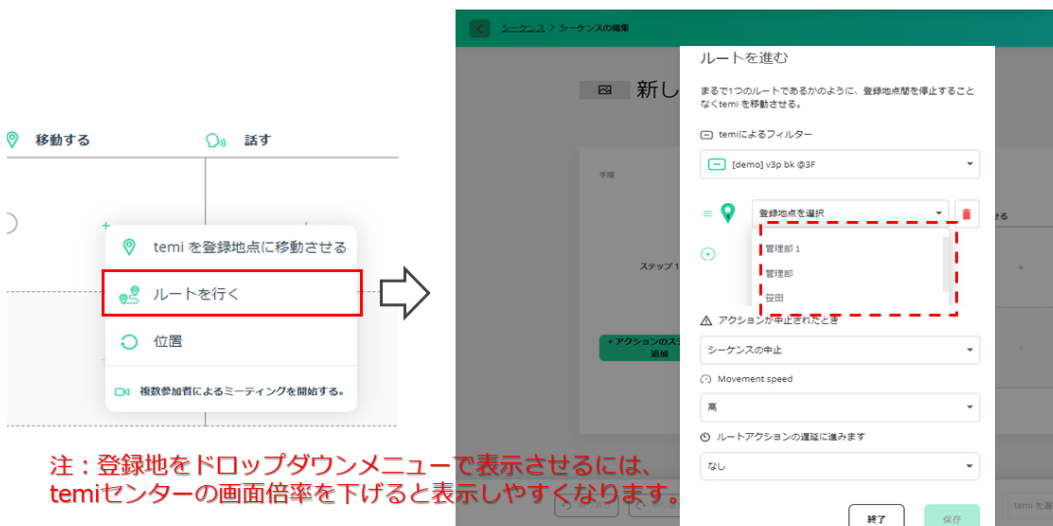 シーケンス > シーケンスの編集
新し
移動する
話す
temi を登録地点に移動させる
ルートを行く
位置
複数参加者によるミーティングを開始する。
手順
ステップ 1
+ アクションのス
追加
ルートを進む
まるで1つのルートであるかのように、登録地点間を停止すること
なくtemi を移動させる。
temiによるフィルター
[demo] v3p bk @3F
登録地点を選択
管理部 1
管理部
笹田
アクションが中止されたとき
シーケンスの中止
Movement speed
高
ルートアクションの遅延に進みます
なし
終了
保存
せる
temi を選
注：登録地をドロップダウンメニューで表示させるには、
temiセンターの画面倍率を下げると表示しやすくなります。